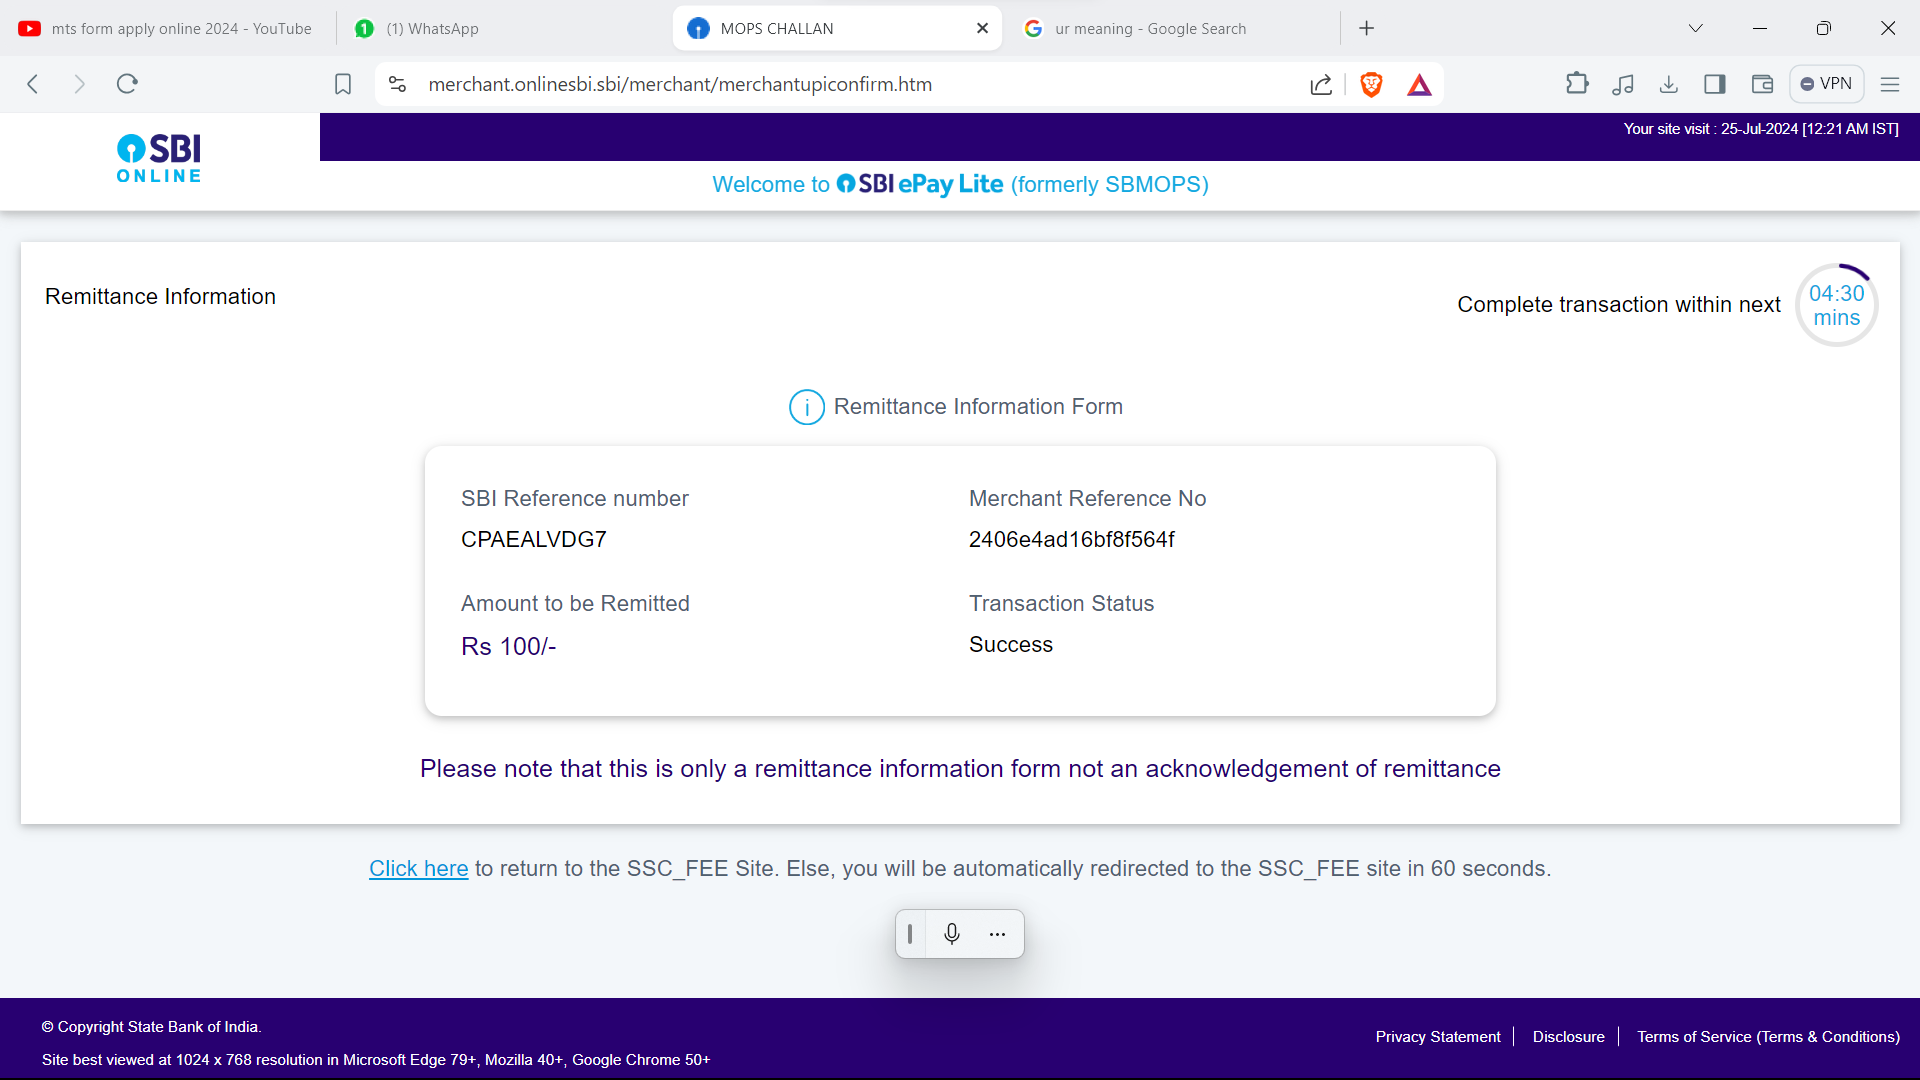 mts form apply online 2024 - YouTube
1 (1) WhatsApp
MOPS CHALLAN
ur meaning - Google Search
merchant.onlinesbi.sbi/merchant/merchantupiconfirm.htm
VPN
SBI
ONLINE
Your site visit : 25-Jul-2024 [12:21 AM IST]
Welcome to SBI ePay Lite (formerly SBMOPS)
Remittance Information
Complete transaction within next
04:30
mins
i Remittance Information Form
SBI Reference number
CPAEALVDG7
Merchant Reference No
2406e4ad16bf8f564f
Amount to be Remitted
Rs 100/-
Transaction Status
Success
Please note that this is only a remittance information form not an acknowledgement of remittance
Click here to return to the SSC_FEE Site. Else, you will be automatically redirected to the SSC_FEE site in 60 seconds.
© Copyright State Bank of India.
Site best viewed at 1024 x 768 resolution in Microsoft Edge 79+, Mozilla 40+, Google Chrome 50+
Privacy Statement
Disclosure
Terms of Service (Terms & Conditions)